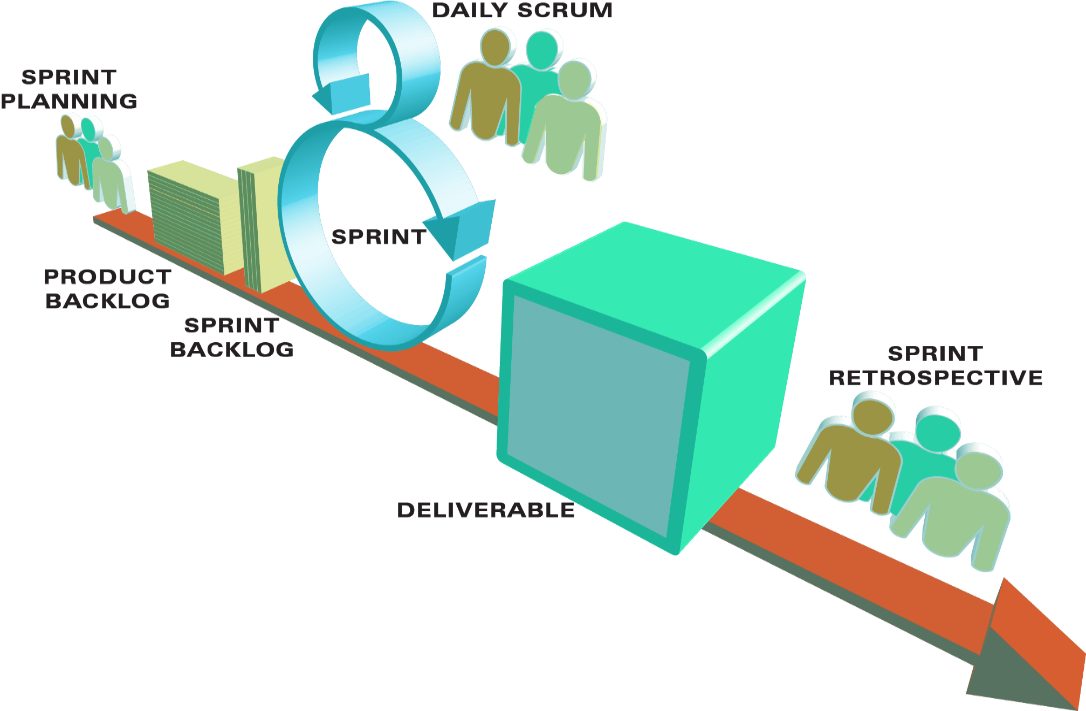 DAILY SCRUM
SPRINT
PLANNING
SPRINT
PRODUCT
BACKLOG
SPRINT
BACKLOG
SPRINT
RETROSPECTIVE
DELIVERABLE